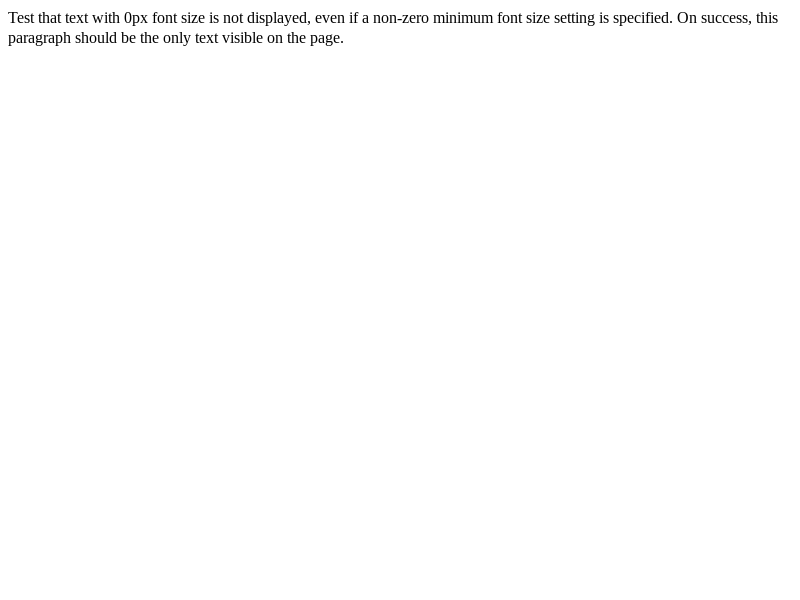 Test that text with 0px font size is not displayed, even if a non-zero minimum font size setting is specified. On success, this
paragraph should be the only text visible on the page.